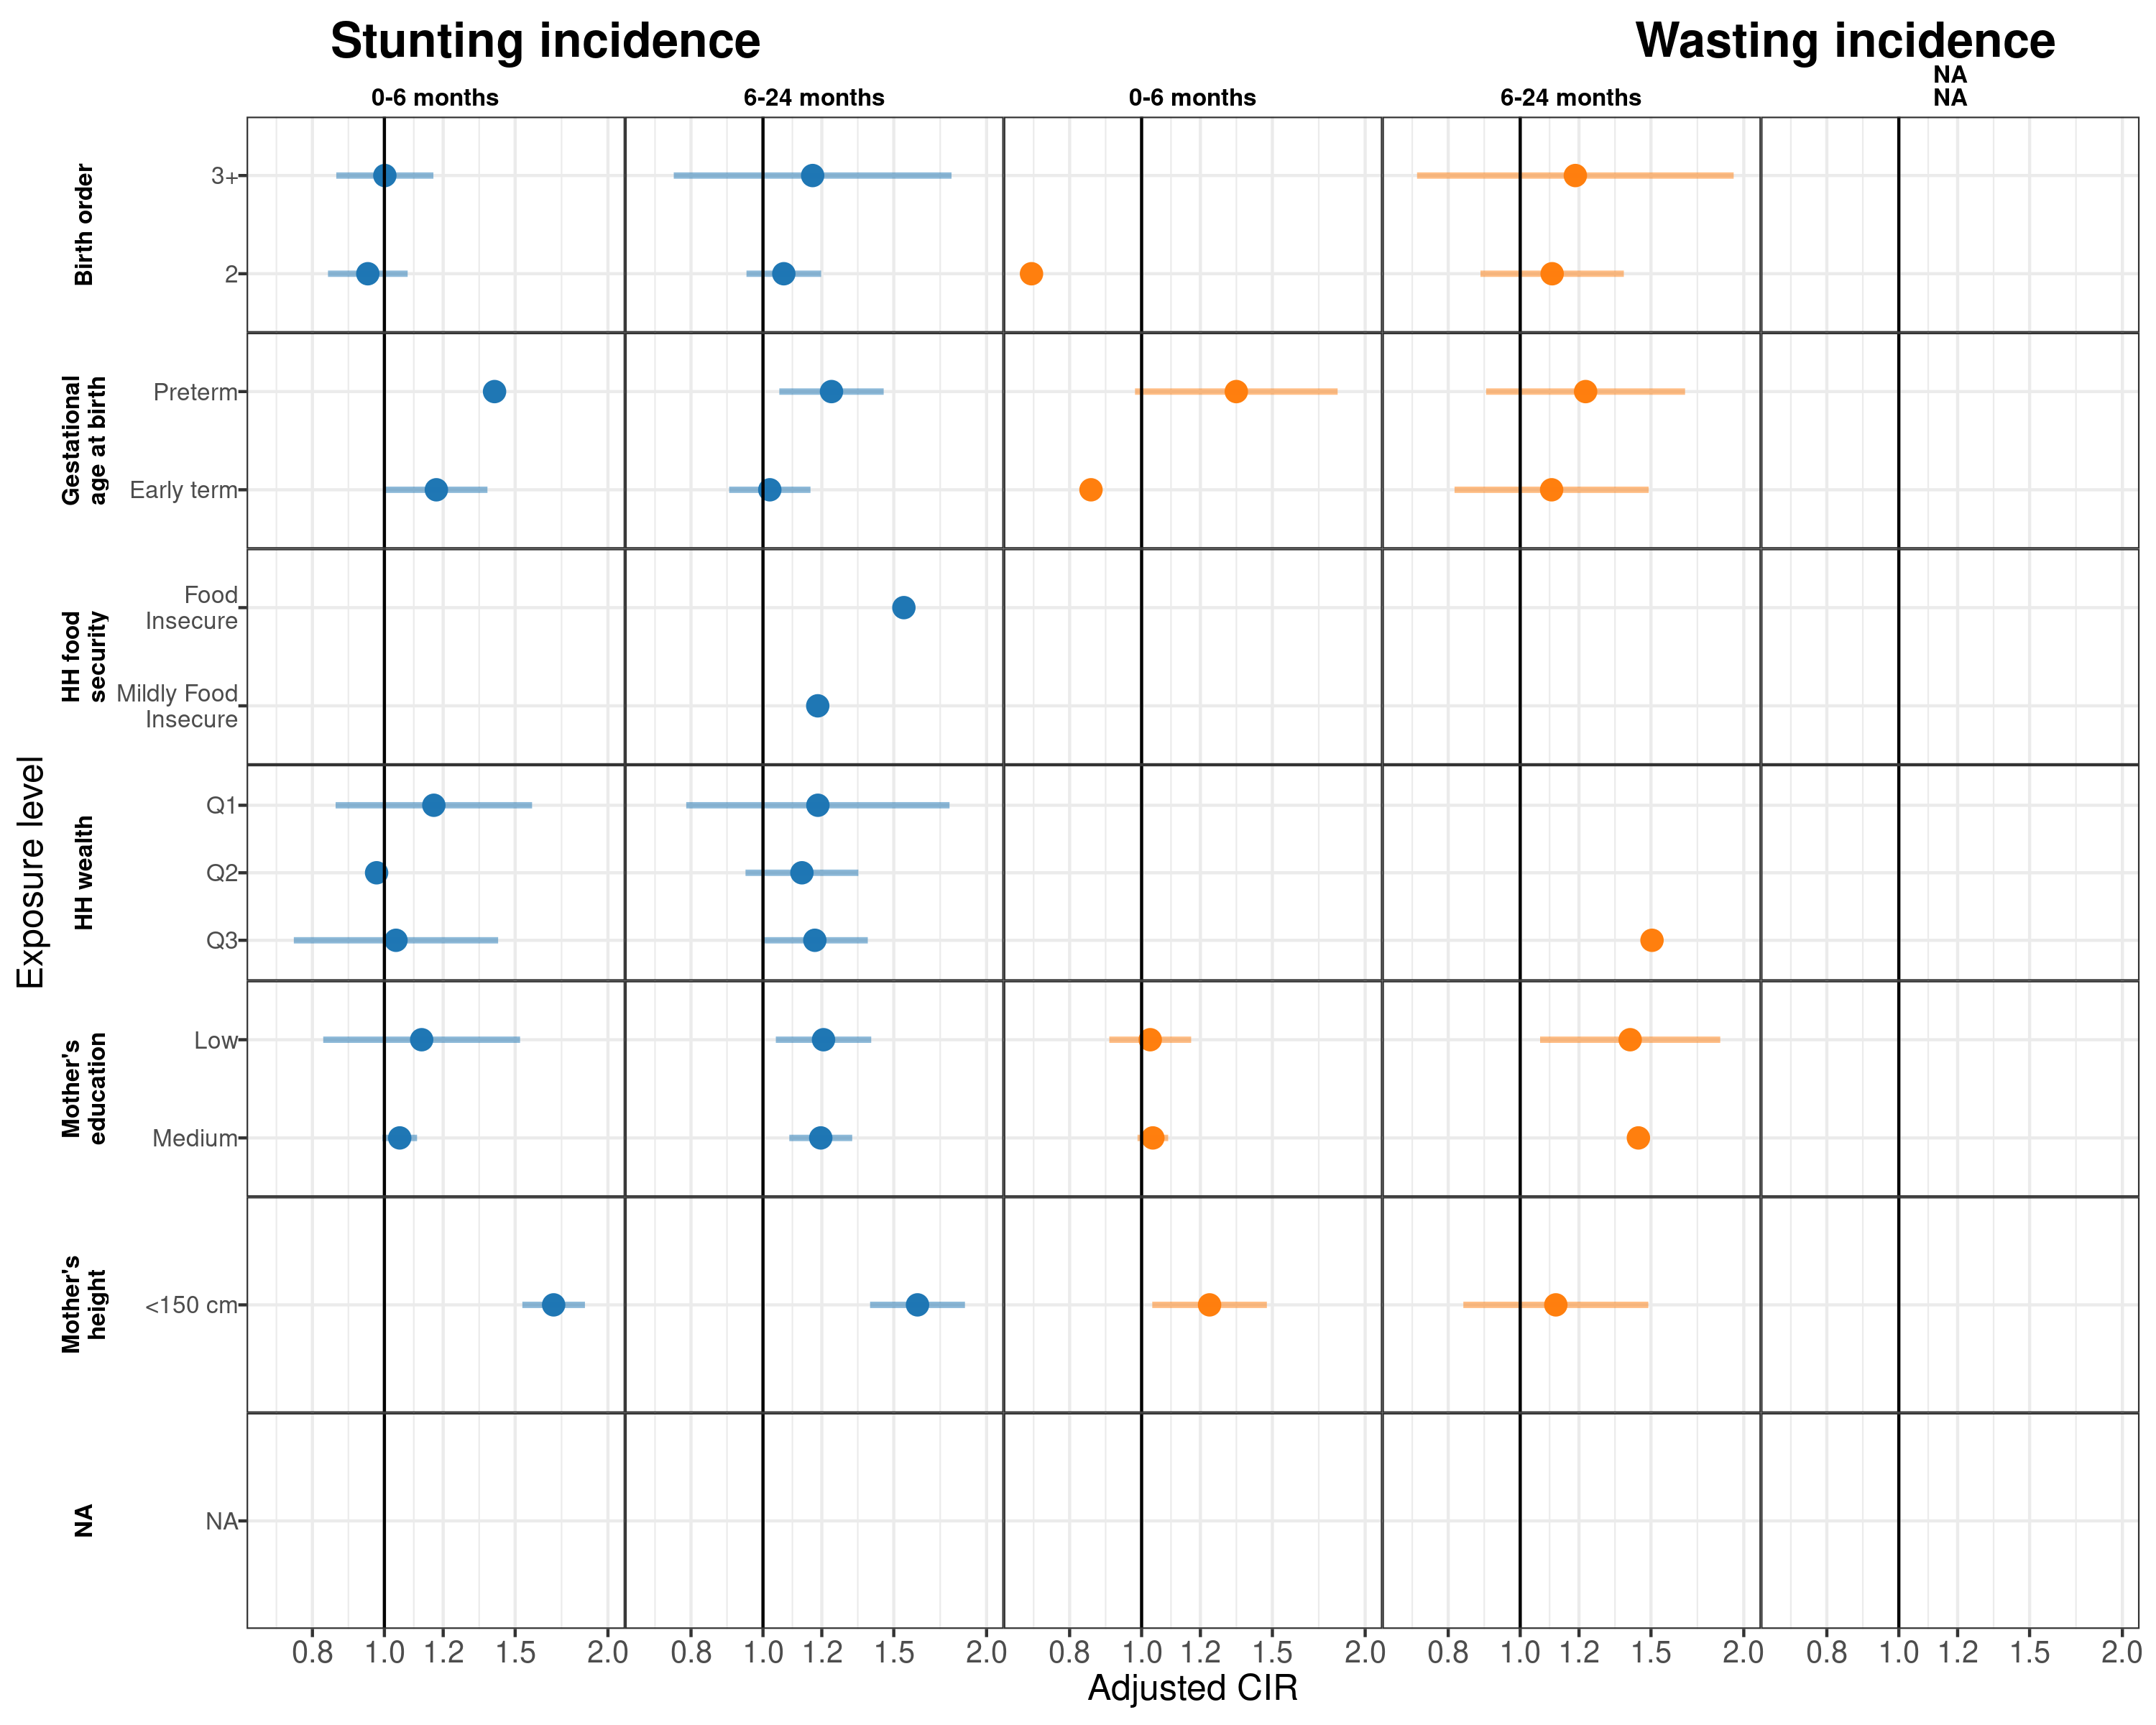 Stunting incidence
Wasting incidence
0-6 months
6-24 months
0-6 months
6-24 months
NA
NA
Exposure level
Birth order
3+
2
Gestational
age at birth
Preterm
Early term
HH food
security
Food
Insecure
Mildly Food
Insecure
HH wealth
Q1
Q2
Q3
Mother's
education
Low
Medium
Mother's
height
<150 cm
NA
NA
0.8 1.0 1.2 1.5 2.0
0.8 1.0 1.2 1.5 2.0
0.8 1.0 1.2 1.5 2.0
0.8 1.0 1.2 1.5 2.0
0.8 1.0 1.2 1.5 2.0
Adjusted CIR